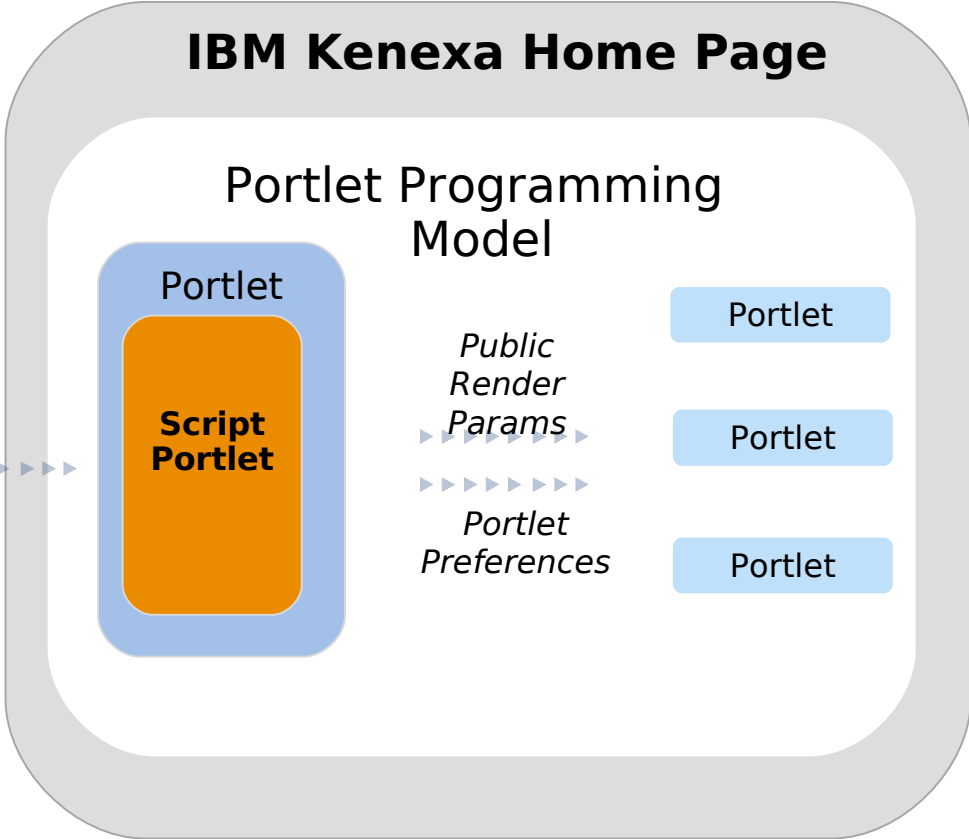 IBM Kenexa Home Page
Portlet Programming
Model
Portlet
Script
Portlet
Public
Render
Params
Portlet
Preferences
Portlet
Portlet
Portlet